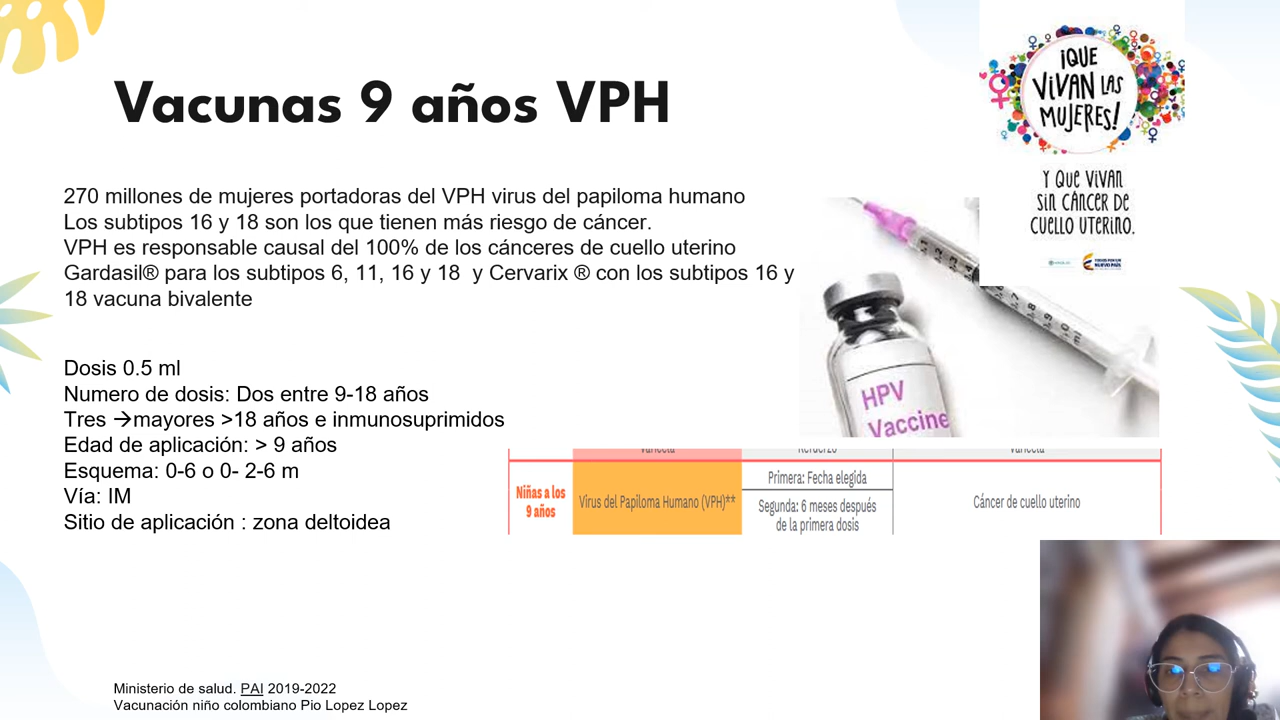 Vacunas 9 años VPH
¡QUE
ViVAN LAS
MUJERES!
Y QUE ViVAN
SiN CÁNCER DE
CUELLO UTERiNO.
270 millones de mujeres portadoras del VPH virus del papiloma humano
Los subtipos 16 y 18 son los que tienen más riesgo de cáncer.
VPH es responsable causal del 100% de los cánceres de cuello uterino
Gardasil® para los subtipos 6, 11, 16 y 18 y Cervarix ® con los subtipos 16 y
18 vacuna bivalente
HPV
Vaccine
Dosis 0.5 ml
Numero de dosis: Dos entre 9-18 años
Tres →mayores >18 años e inmunosuprimidos
Edad de aplicación: > 9 años
Esquema: 0-6 o 0- 2-6 m
Vía: IM
Sitio de aplicación : zona deltoidea
Varicela
Refuerzo
Varicela
Niñas a los
9 años
Virus del Papiloma Humano (VPH)**
Primera: Fecha elegida
Segunda: 6 meses después
de la primera dosis
Cáncer de cuello uterino
Ministerio de salud. PAI 2019-2022
Vacunación niño colombiano Pio Lopez Lopez